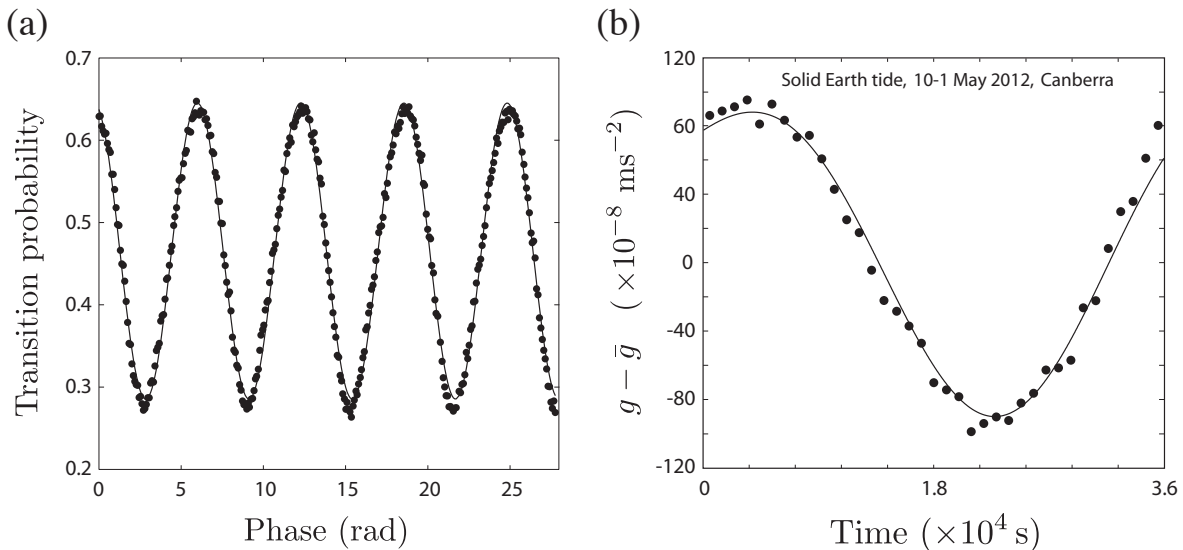 (a)
0.7
0.6
0.5
0.4
0.3
0.2
0 5 10 15 20 25
Transition probability
Phase (rad)
(b)
120
60
40
0
-40
-80
-120
0 1.8 3.6
Solid Earth tide, 10-1 May 2012, Canberra
g − ḡ (×10⁻⁸ ms⁻²)
Time (×10⁴ s)